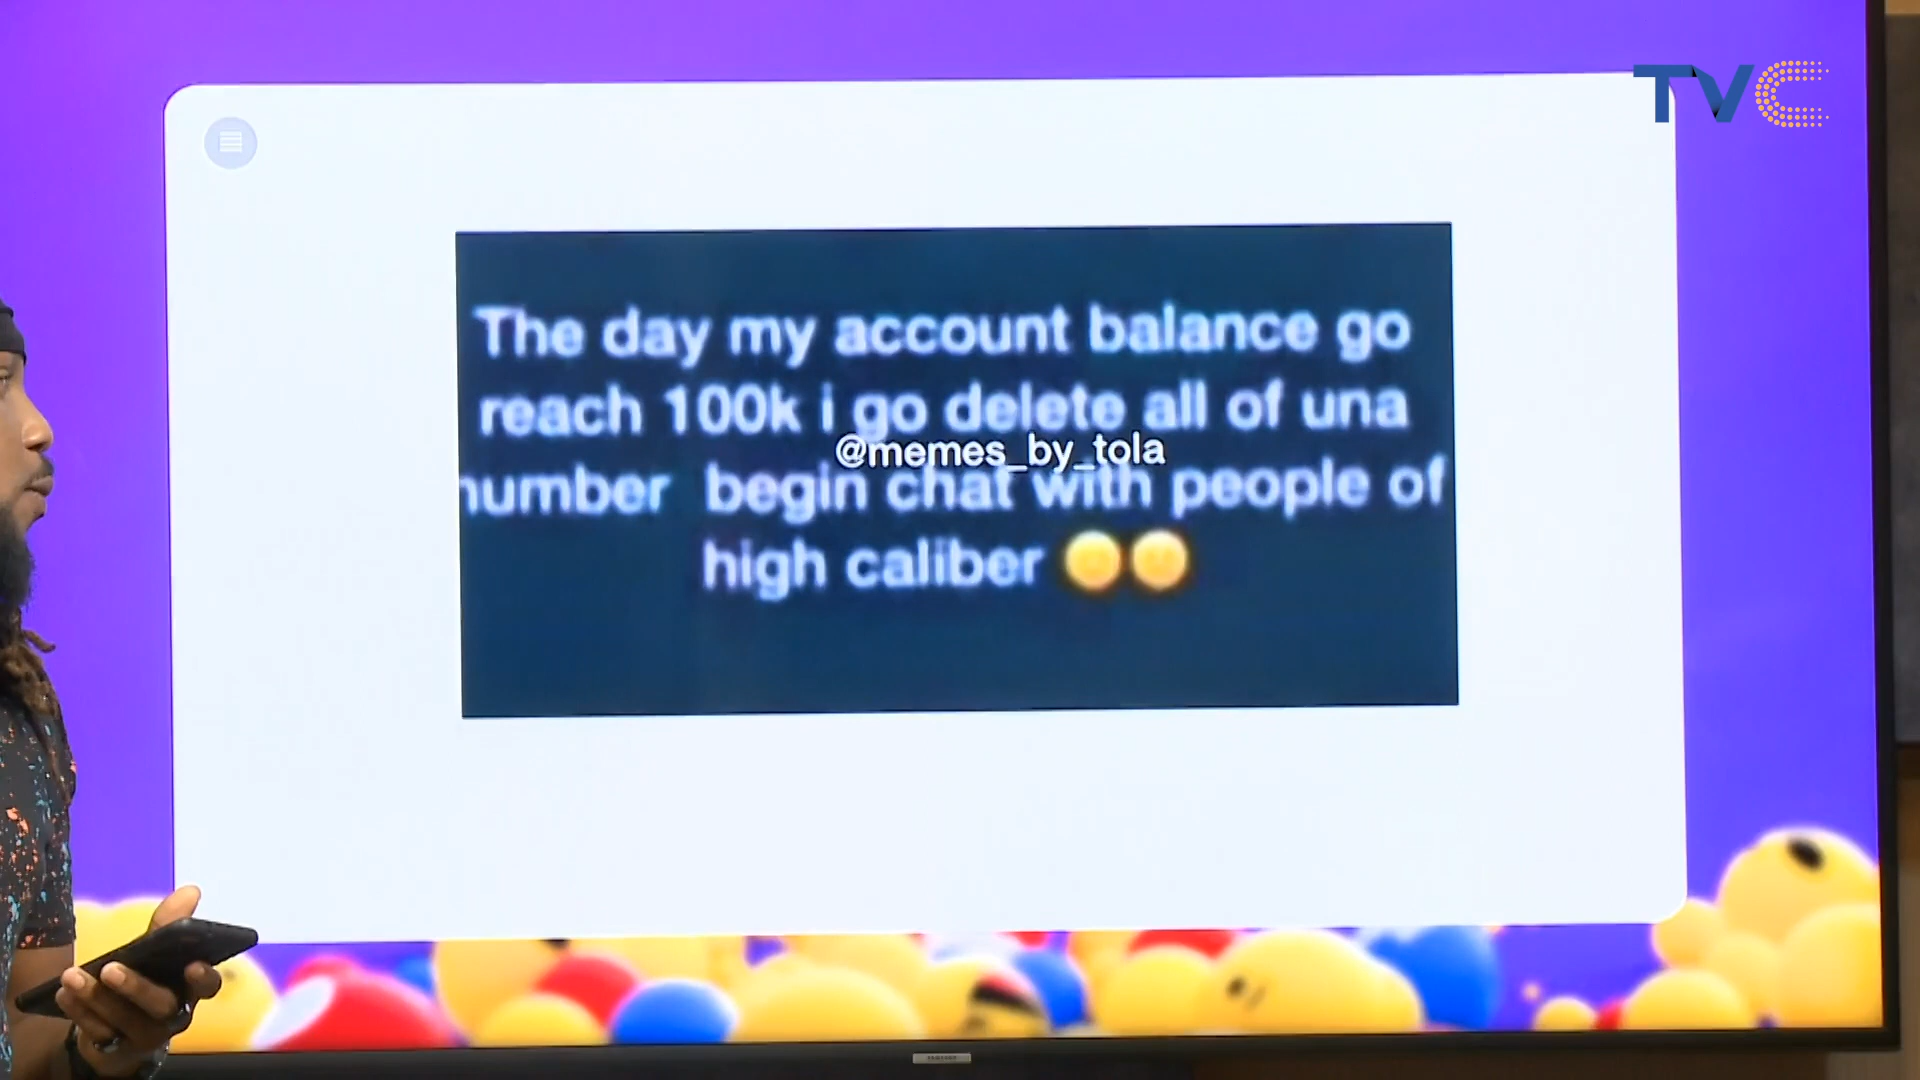 TVC
The day my account balance go
reach 100k i go delete all of una
@memes_by_tola
number begin chat with people of
high caliber 😐😐
SAMSUNG